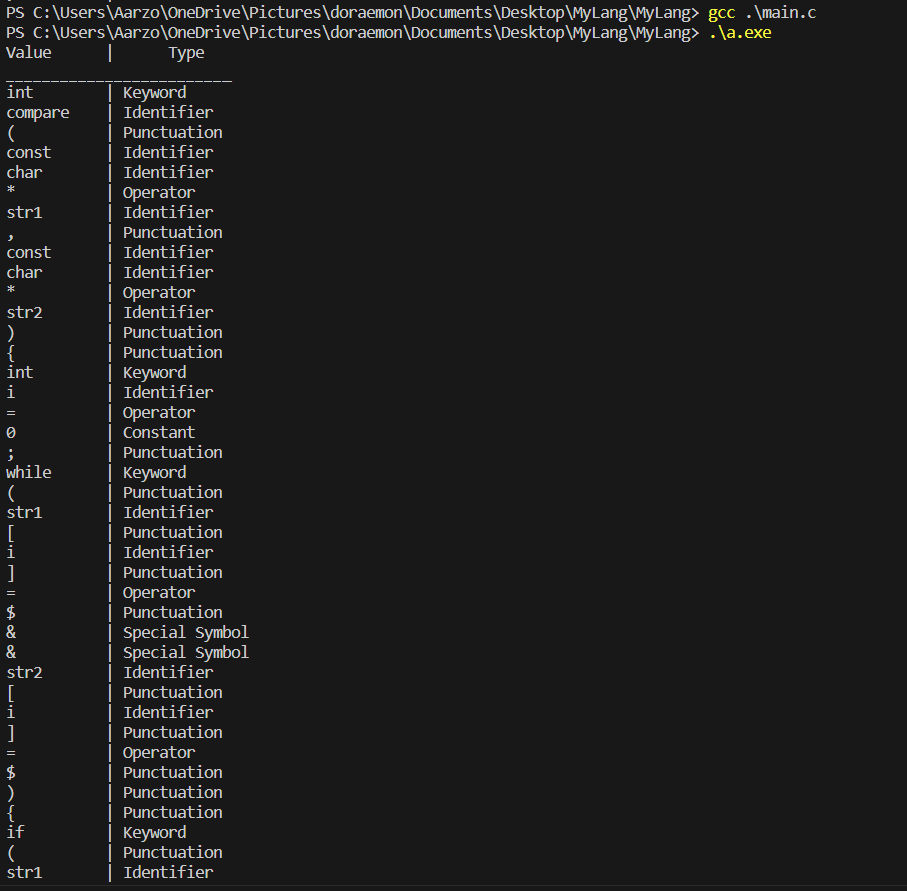 PS C:\Users\Aarzo\OneDrive\Pictures\doraemon\Documents\Desktop\MyLang\MyLang> gcc .\main.c
PS C:\Users\Aarzo\OneDrive\Pictures\doraemon\Documents\Desktop\MyLang\MyLang> .\a.exe
Value      |      Type
_________________________
int        | Keyword
compare    | Identifier
(          | Punctuation
const      | Identifier
char       | Identifier
*          | Operator
str1       | Identifier
,          | Punctuation
const      | Identifier
char       | Identifier
*          | Operator
str2       | Identifier
)          | Punctuation
{          | Punctuation
int        | Keyword
i          | Identifier
=          | Operator
0          | Constant
;          | Punctuation
while      | Keyword
(          | Punctuation
str1       | Identifier
[          | Punctuation
i          | Identifier
]          | Punctuation
=          | Operator
$          | Punctuation
&          | Special Symbol
&          | Special Symbol
str2       | Identifier
[          | Punctuation
i          | Identifier
]          | Punctuation
=          | Operator
$          | Punctuation
)          | Punctuation
{          | Punctuation
if         | Keyword
(          | Punctuation
str1       | Identifier